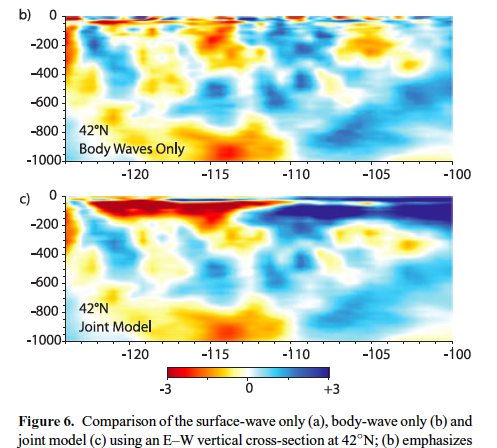 b)
0
-200
-400
-600
-800
-1000
42°N
Body Waves Only
-120 -115 -110 -105 -100
c)
0
-200
-400
-600
-800
-1000
42°N
Joint Model
-120 -115 -110 -105 -100
-3 0 +3
Figure 6. Comparison of the surface-wave only (a), body-wave only (b) and
joint model (c) using an E–W vertical cross-section at 42°N; (b) emphasizes